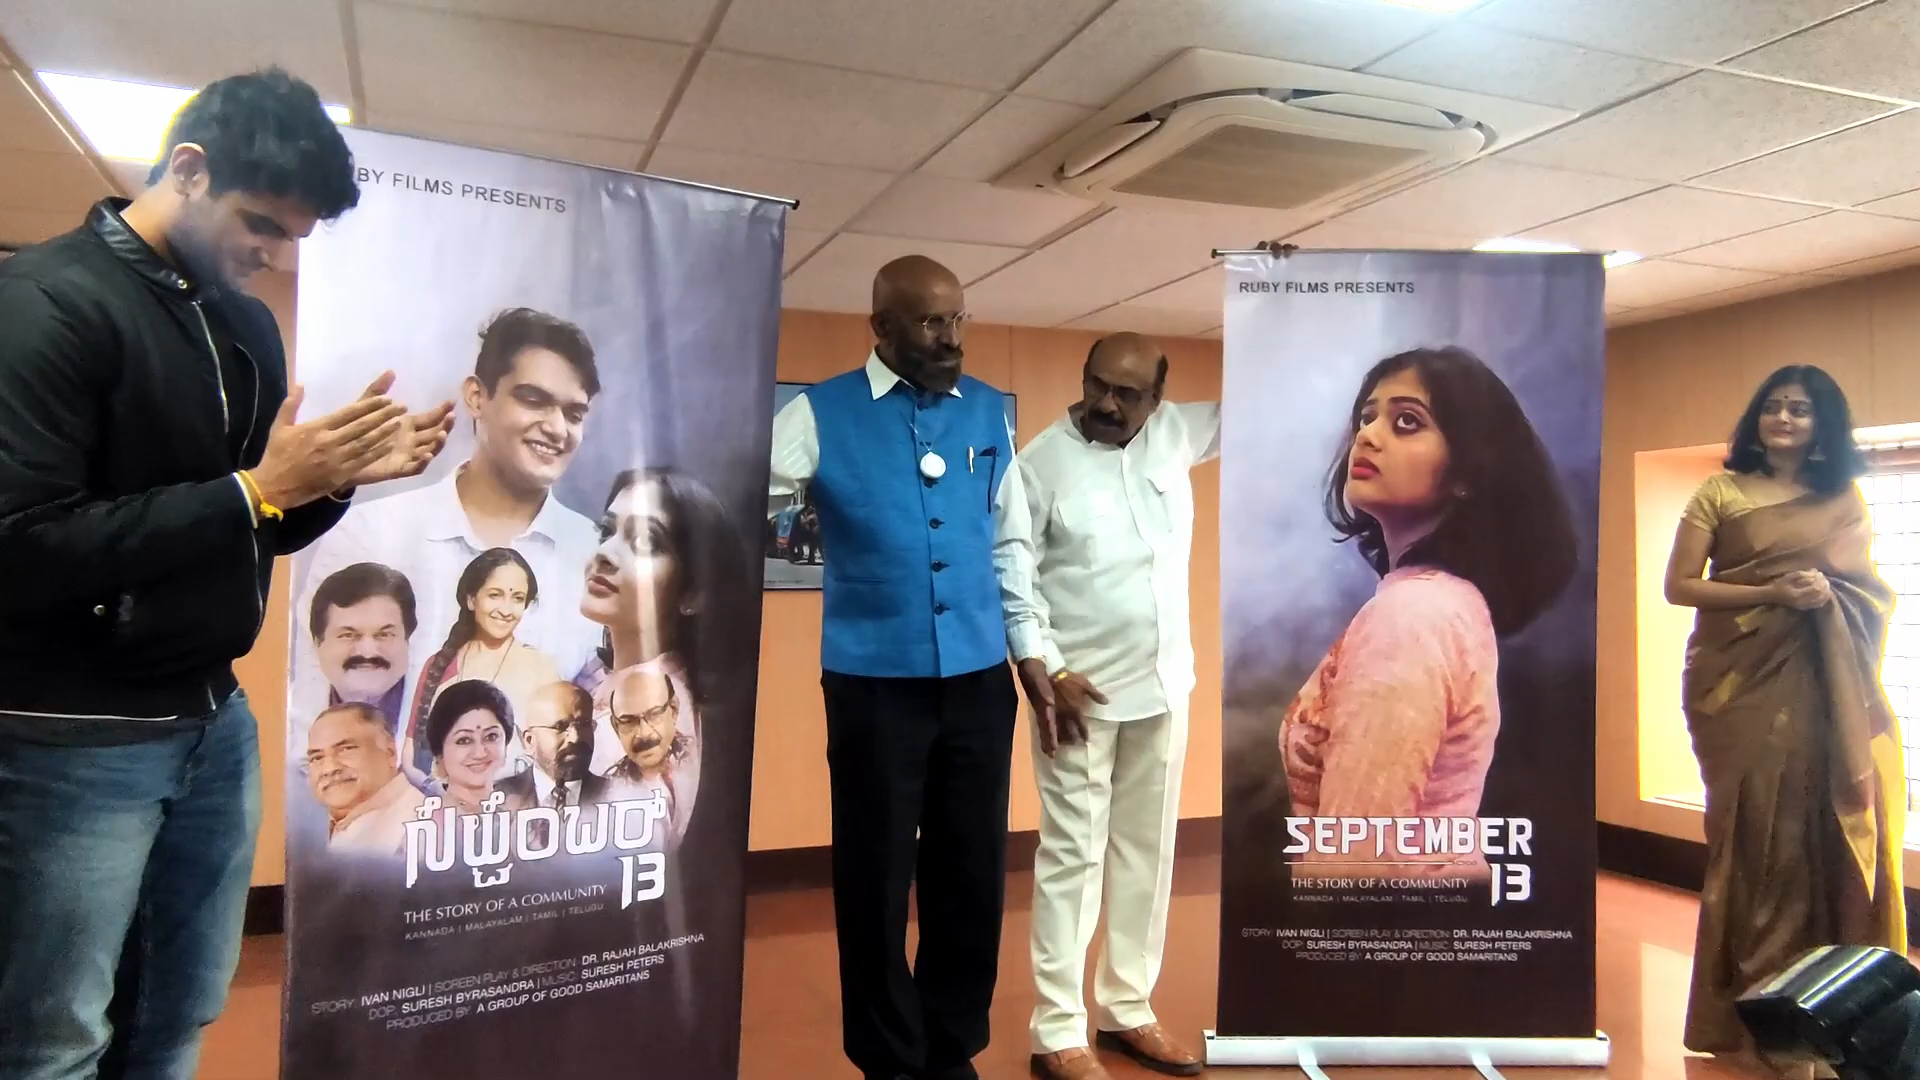 BY FILMS PRESENTS
ಸೆಪ್ಟೆಂಬರ್
13
THE STORY OF A COMMUNITY
KANNADA | MALAYALAM | TAMIL | TELUGU
STORY: IVAN NIGLI | SCREEN PLAY & DIRECTION: DR. RAJAH BALAKRISHNA
DOP: SURESH BYRASANDRA | MUSIC: SURESH PETERS
PRODUCED BY: A GROUP OF GOOD SAMARITANS
RUBY FILMS PRESENTS
SEPTEMBER
13
THE STORY OF A COMMUNITY
KANNADA | MALAYALAM | TAMIL | TELUGU
STORY: IVAN NIGLI | SCREEN PLAY & DIRECTION: DR. RAJAH BALAKRISHNA
DOP: SURESH BYRASANDRA | MUSIC: SURESH PETERS
PRODUCED BY: A GROUP OF GOOD SAMARITANS